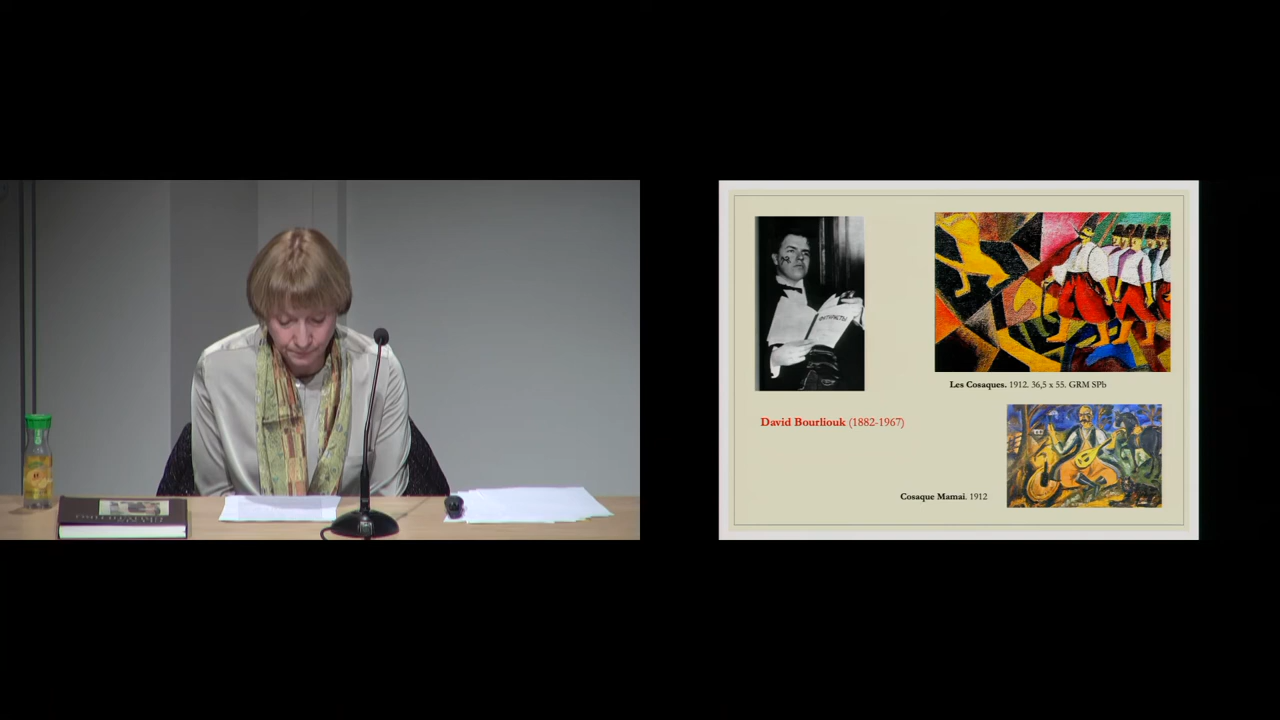 Les Cosaques. 1912. 36,5 x 55. GRM SPb
David Bourliouk (1882-1967)
Cosaque Mamai. 1912